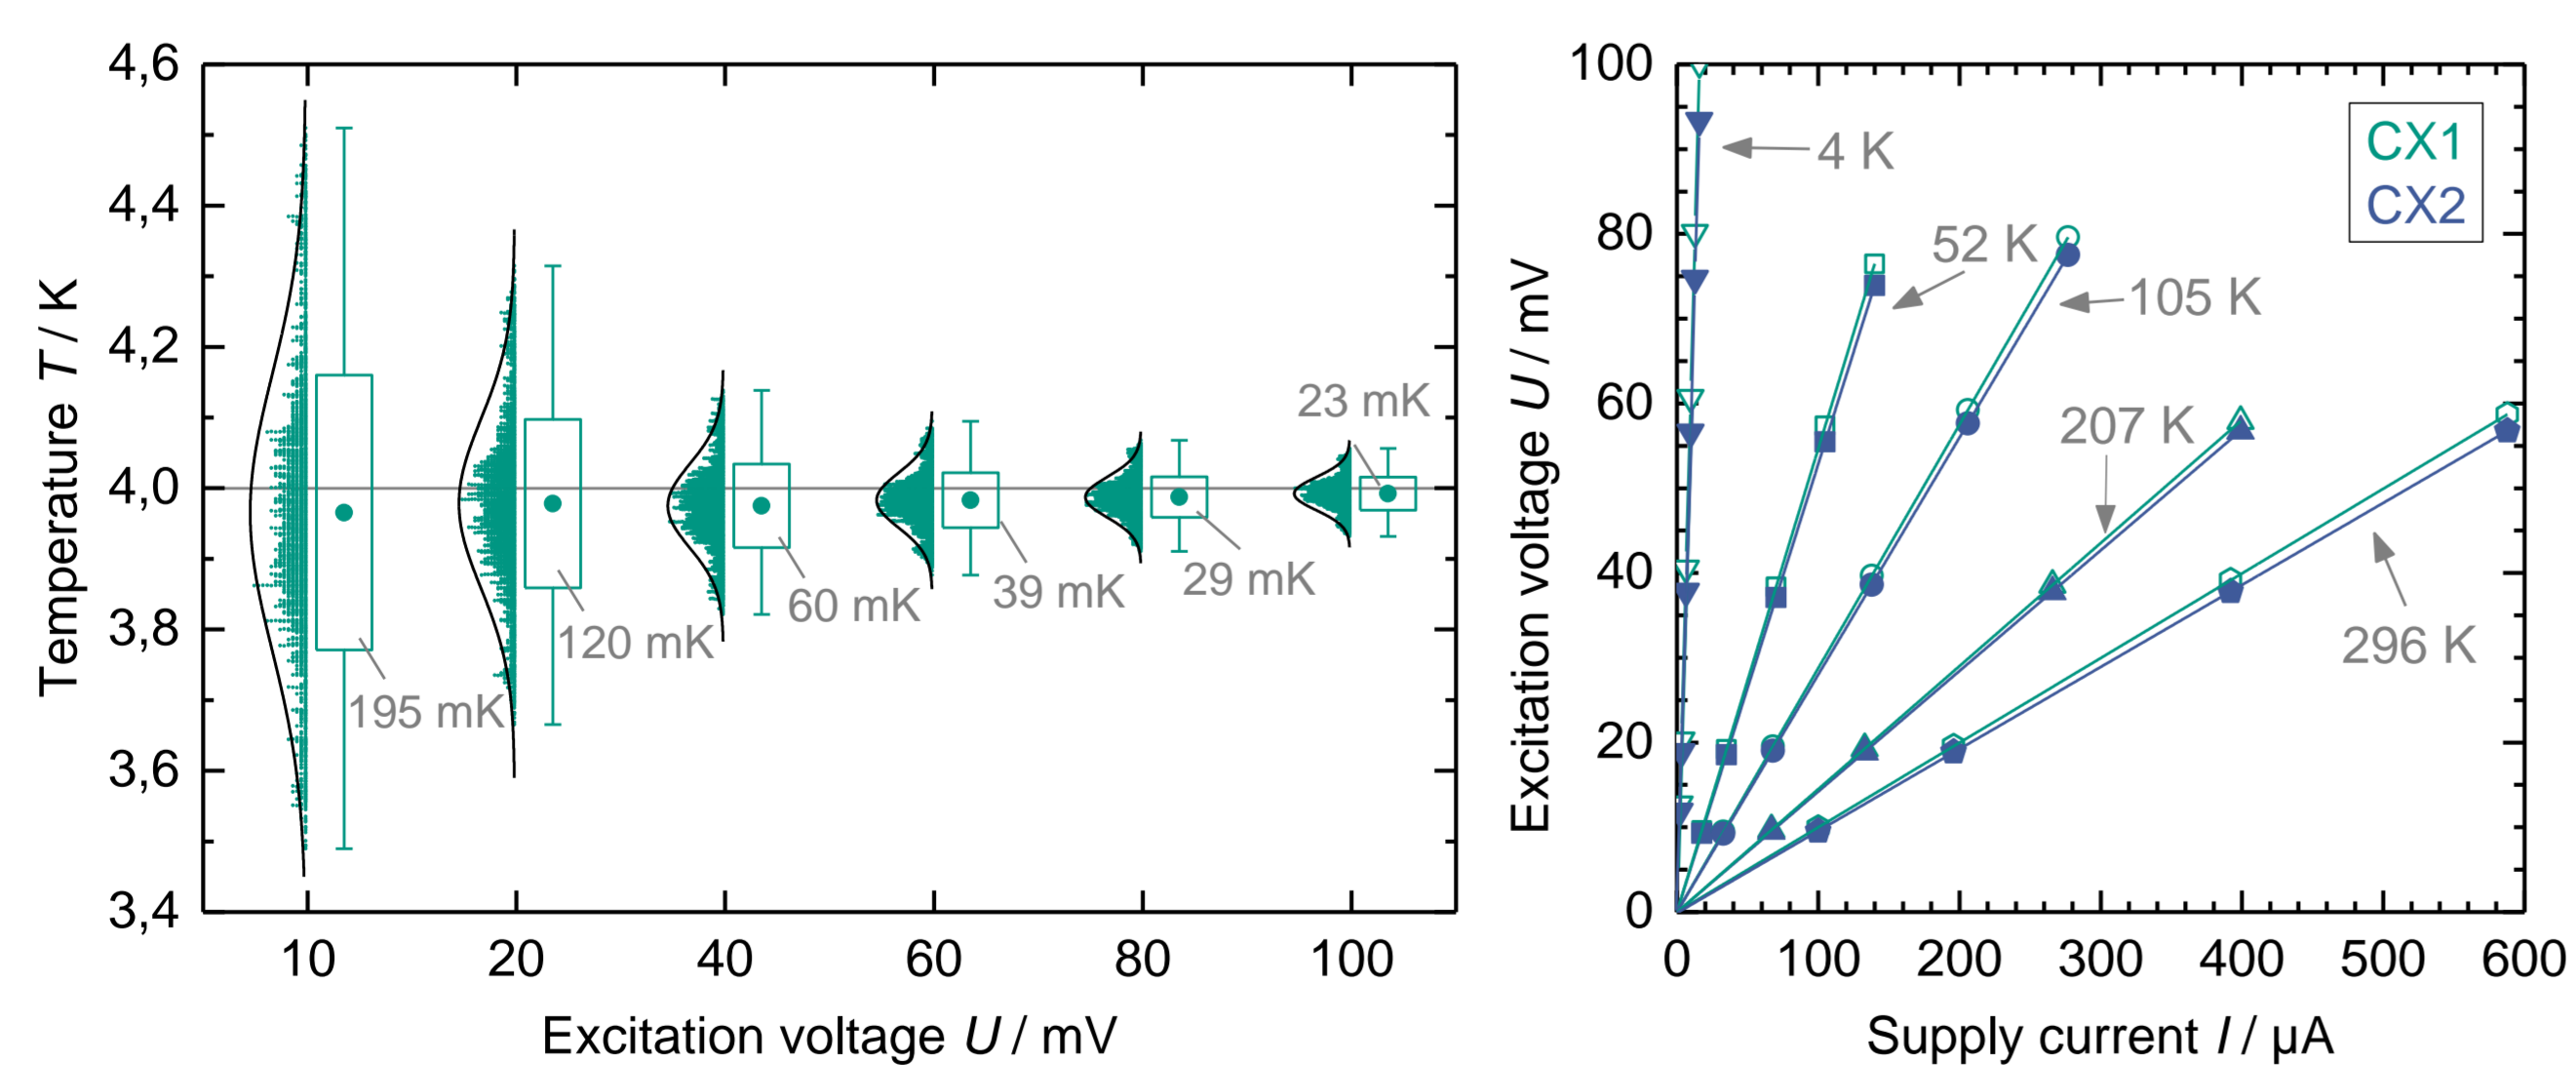 4,6
4,4
4,2
4,0
3,8
3,6
3,4
Temperature T / K
195 mK
120 mK
60 mK
39 mK
29 mK
23 mK
10 20 40 60 80 100
Excitation voltage U / mV
100
80
60
40
20
0
Excitation voltage U / mV
CX1
CX2
4 K
52 K
105 K
207 K
296 K
0 100 200 300 400 500 600
Supply current I / µA